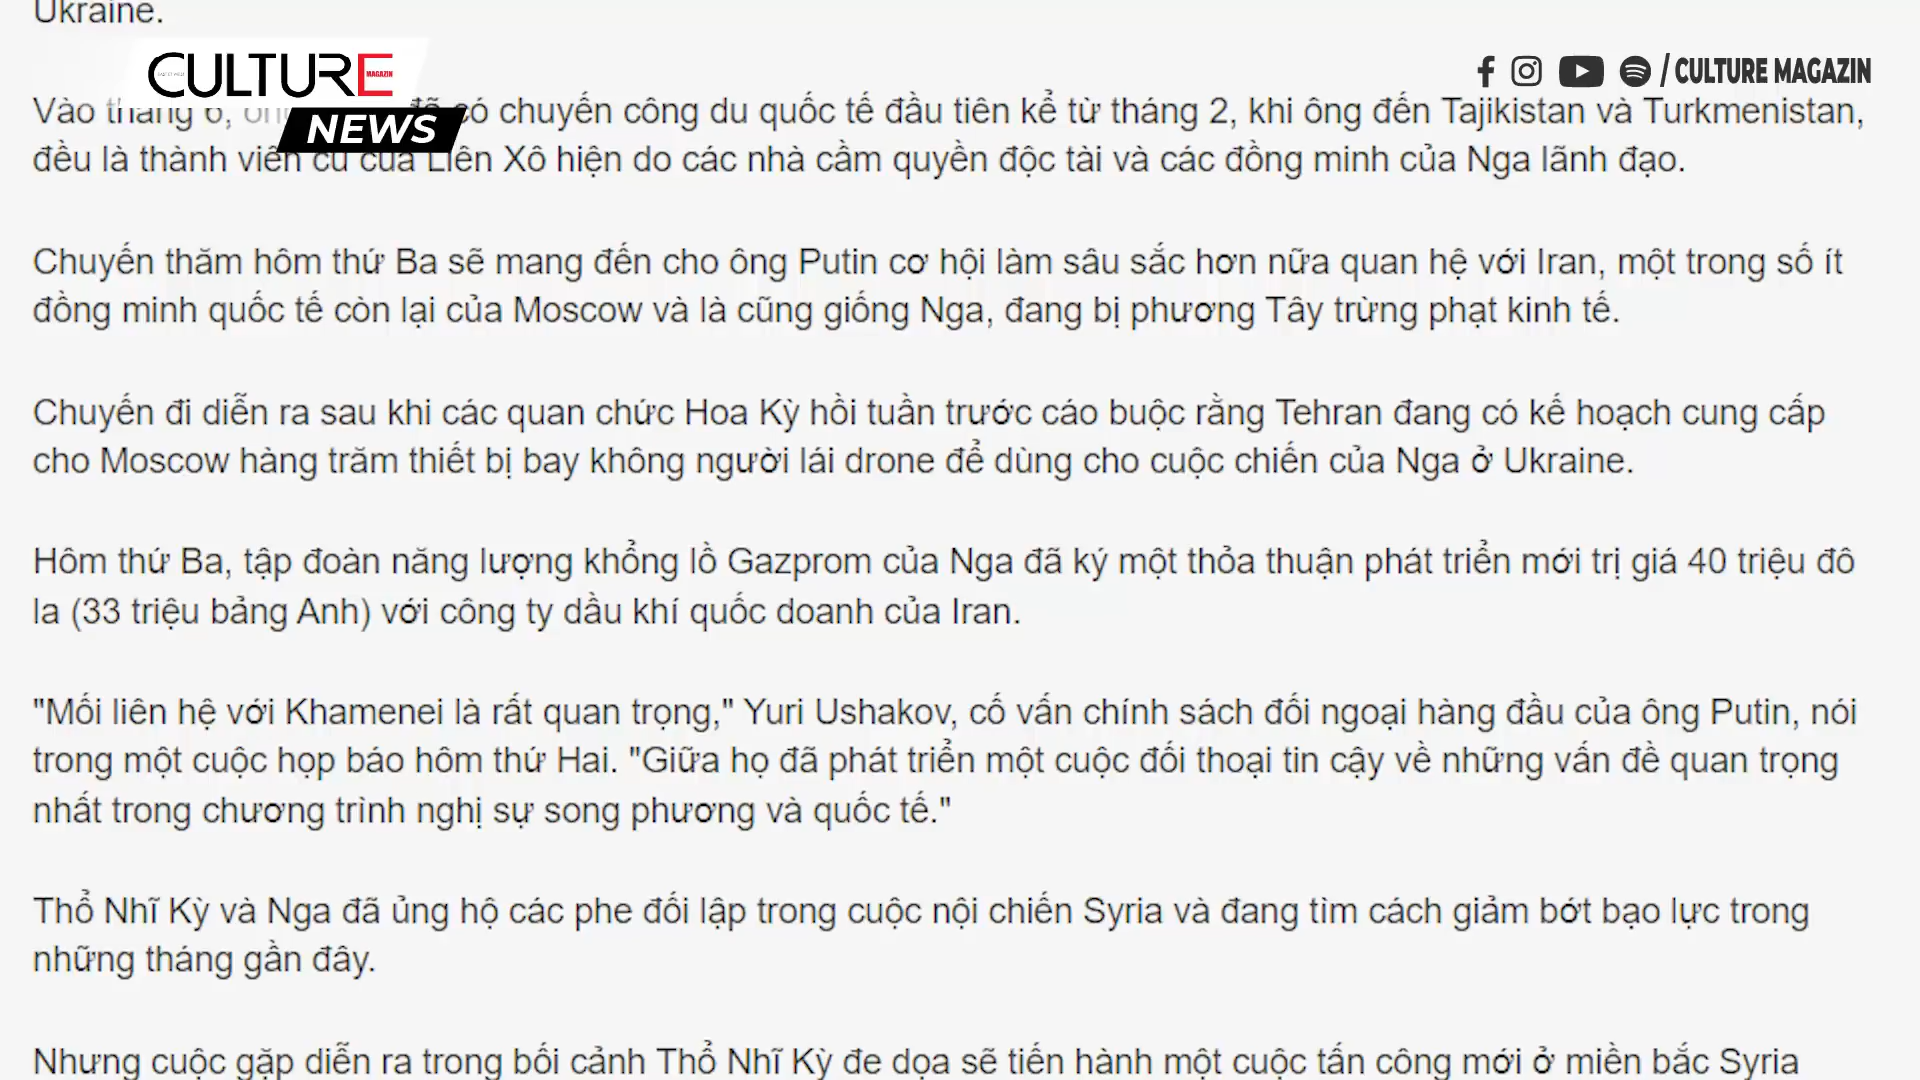 Ukraine.
CULTURE
MAGAZIN
NEWS
/ CULTURE MAGAZIN
Vào tháng 6, đã có chuyến công du quốc tế đầu tiên kể từ tháng 2, khi ông đến Tajikistan và Turkmenistan,
đều là thành viên cũ của Liên Xô hiện do các nhà cầm quyền độc tài và các đồng minh của Nga lãnh đạo.
Chuyến thăm hôm thứ Ba sẽ mang đến cho ông Putin cơ hội làm sâu sắc hơn nữa quan hệ với Iran, một trong số ít
đồng minh quốc tế còn lại của Moscow và là cũng giống Nga, đang bị phương Tây trừng phạt kinh tế.
Chuyến đi diễn ra sau khi các quan chức Hoa Kỳ hồi tuần trước cáo buộc rằng Tehran đang có kế hoạch cung cấp
cho Moscow hàng trăm thiết bị bay không người lái drone để dùng cho cuộc chiến của Nga ở Ukraine.
Hôm thứ Ba, tập đoàn năng lượng khổng lồ Gazprom của Nga đã ký một thỏa thuận phát triển mới trị giá 40 triệu đô
la (33 triệu bảng Anh) với công ty dầu khí quốc doanh của Iran.
"Mối liên hệ với Khamenei là rất quan trọng," Yuri Ushakov, cố vấn chính sách đối ngoại hàng đầu của ông Putin, nói
trong một cuộc họp báo hôm thứ Hai. "Giữa họ đã phát triển một cuộc đối thoại tin cậy về những vấn đề quan trọng
nhất trong chương trình nghị sự song phương và quốc tế."
Thổ Nhĩ Kỳ và Nga đã ủng hộ các phe đối lập trong cuộc nội chiến Syria và đang tìm cách giảm bớt bạo lực trong
những tháng gần đây.
Nhưng cuộc gặp diễn ra trong bối cảnh Thổ Nhĩ Kỳ đe dọa sẽ tiến hành một cuộc tấn công mới ở miền bắc Syria